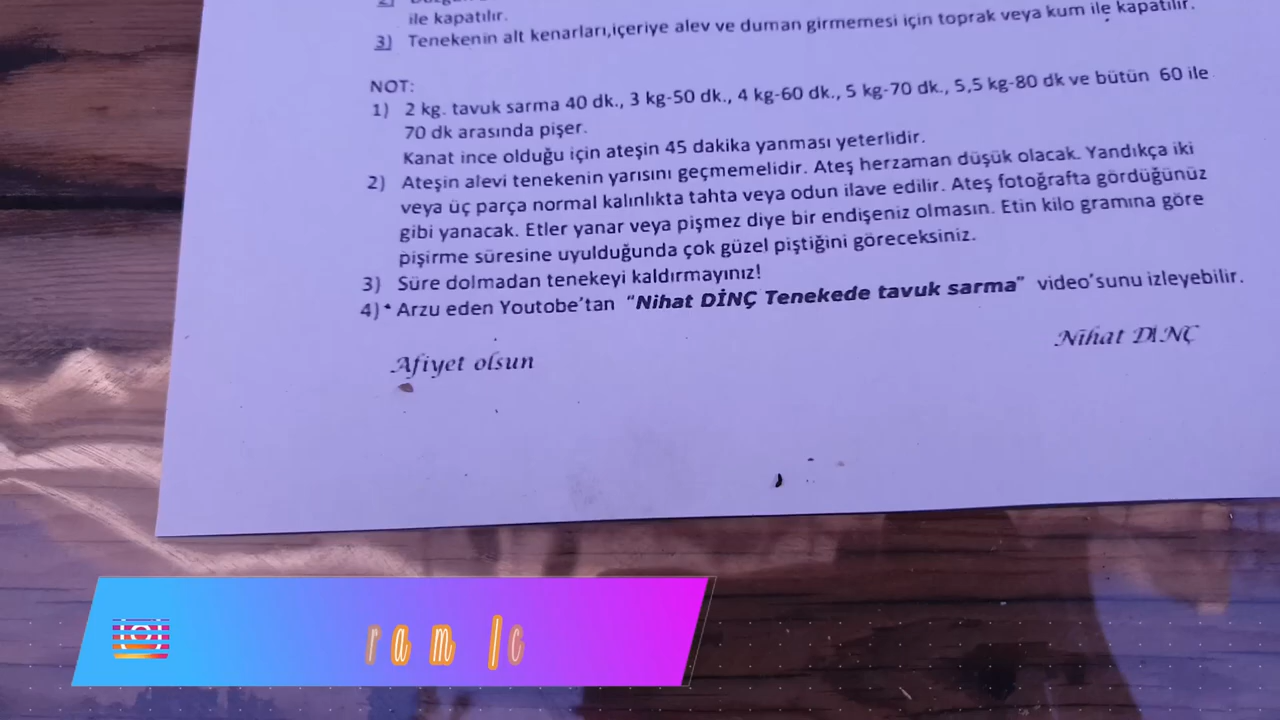 2)
ile kapatılır.
3) Tenekenin alt kenarları,içeriye alev ve duman girmemesi için toprak veya kum ile kapatılır.
NOT:
1) 2 kg. tavuk sarma 40 dk., 3 kg-50 dk., 4 kg-60 dk., 5 kg-70 dk., 5,5 kg-80 dk ve bütün 60 ile
70 dk arasında pişer.
Kanat ince olduğu için ateşin 45 dakika yanması yeterlidir.
2) Ateşin alevi tenekenin yarısını geçmemelidir. Ateş herzaman düşük olacak. Yandıkça iki
veya üç parça normal kalınlıkta tahta veya odun ilave edilir. Ateş fotoğrafta gördüğünüz
gibi yanacak. Etler yanar veya pişmez diye bir endişeniz olmasın. Etin kilo gramına göre
pişirme süresine uyulduğunda çok güzel piştiğini göreceksiniz.
3) Süre dolmadan tenekeyi kaldırmayınız!
4)* Arzu eden Youtobe’tan “Nihat DİNÇ Tenekede tavuk sarma” video’sunu izleyebilir.
Nihat DİNÇ
Afiyet olsun